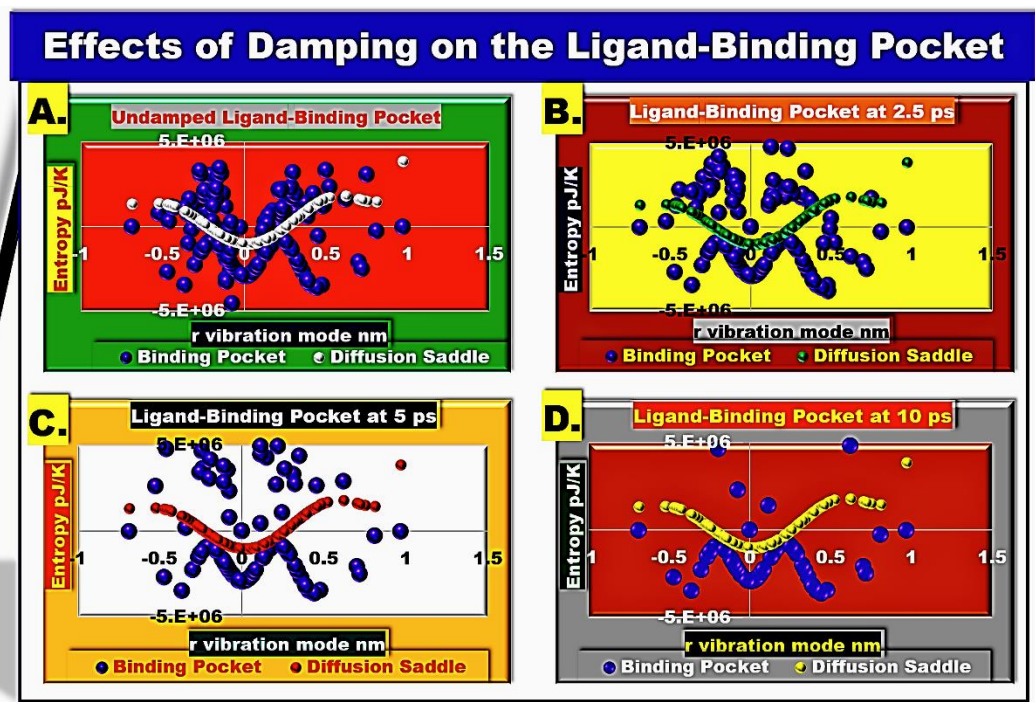 Effects of Damping on the Ligand-Binding Pocket
A.
Undamped Ligand-Binding Pocket
5.E+06
Entropy pJ/K
-1 -0.5 0 0.5 1 1.5
-5.E+06
r vibration mode nm
Binding Pocket Diffusion Saddle
B.
Ligand-Binding Pocket at 2.5 ps
5.E+06
Entropy pJ/K
-1 -0.5 0 0.5 1 1.5
-5.E+06
r vibration mode nm
Binding Pocket Diffusion Saddle
C.
Ligand-Binding Pocket at 5 ps
5.E+06
Entropy pJ/K
-1 -0.5 0 0.5 1 1.5
-5.E+06
r vibration mode nm
Binding Pocket Diffusion Saddle
D.
Ligand-Binding Pocket at 10 ps
5.E+06
Entropy pJ/K
-1 -0.5 0 0.5 1 1.5
-5.E+06
r vibration mode nm
Binding Pocket Diffusion Saddle